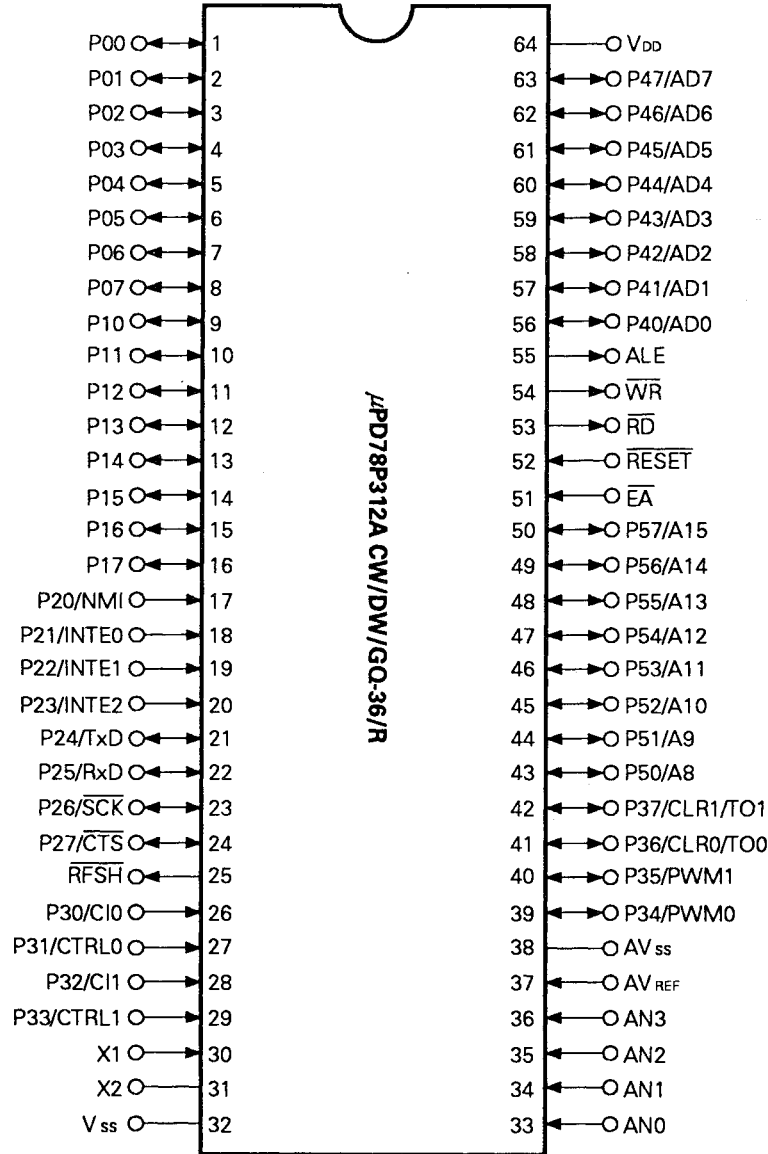 P00 1 64 VDD
P01 2 63 P47/AD7
P02 3 62 P46/AD6
P03 4 61 P45/AD5
P04 5 60 P44/AD4
P05 6 59 P43/AD3
P06 7 58 P42/AD2
P07 8 57 P41/AD1
P10 9 56 P40/AD0
P11 10 55 ALE
P12 11 54 W̅R̅
P13 12 53 R̅D̅
P14 13 52 R̅E̅S̅E̅T̅
P15 14 51 E̅A̅
P16 15 50 P57/A15
P17 16 49 P56/A14
P20/NMI 17 48 P55/A13
P21/INTE0 18 47 P54/A12
P22/INTE1 19 46 P53/A11
P23/INTE2 20 45 P52/A10
P24/TxD 21 44 P51/A9
P25/RxD 22 43 P50/A8
P26/S̅C̅K̅ 23 42 P37/CLR1/TO1
P27/C̅T̅S̅ 24 41 P36/CLR0/TO0
R̅F̅S̅H̅ 25 40 P35/PWM1
P30/CI0 26 39 P34/PWM0
P31/CTRL0 27 38 AVss
P32/CI1 28 37 AVREF
P33/CTRL1 29 36 AN3
X1 30 35 AN2
X2 31 34 AN1
Vss 32 33 AN0
μPD78P312A CW/DW/GQ-36/R